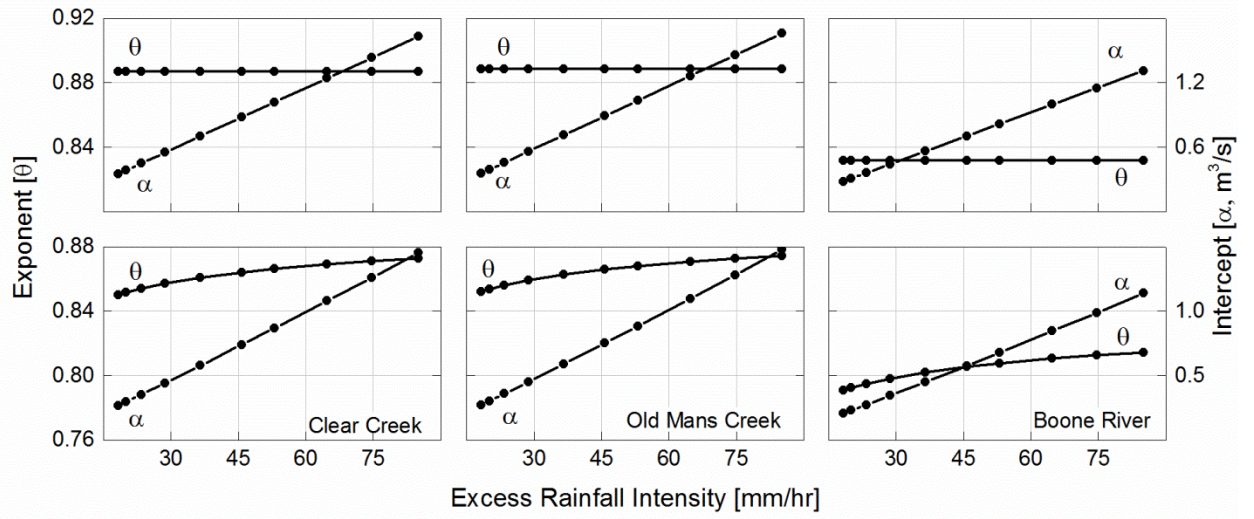 0.92
0.88
0.84
θ
α
θ
α
α
θ
1.2
0.6
Exponent [θ]
Intercept [α, m³/s]
0.88
0.84
0.80
0.76
θ
α
Clear Creek
θ
α
Old Mans Creek
α
θ
Boone River
1.0
0.5
30 45 60 75
30 45 60 75
30 45 60 75
Excess Rainfall Intensity [mm/hr]